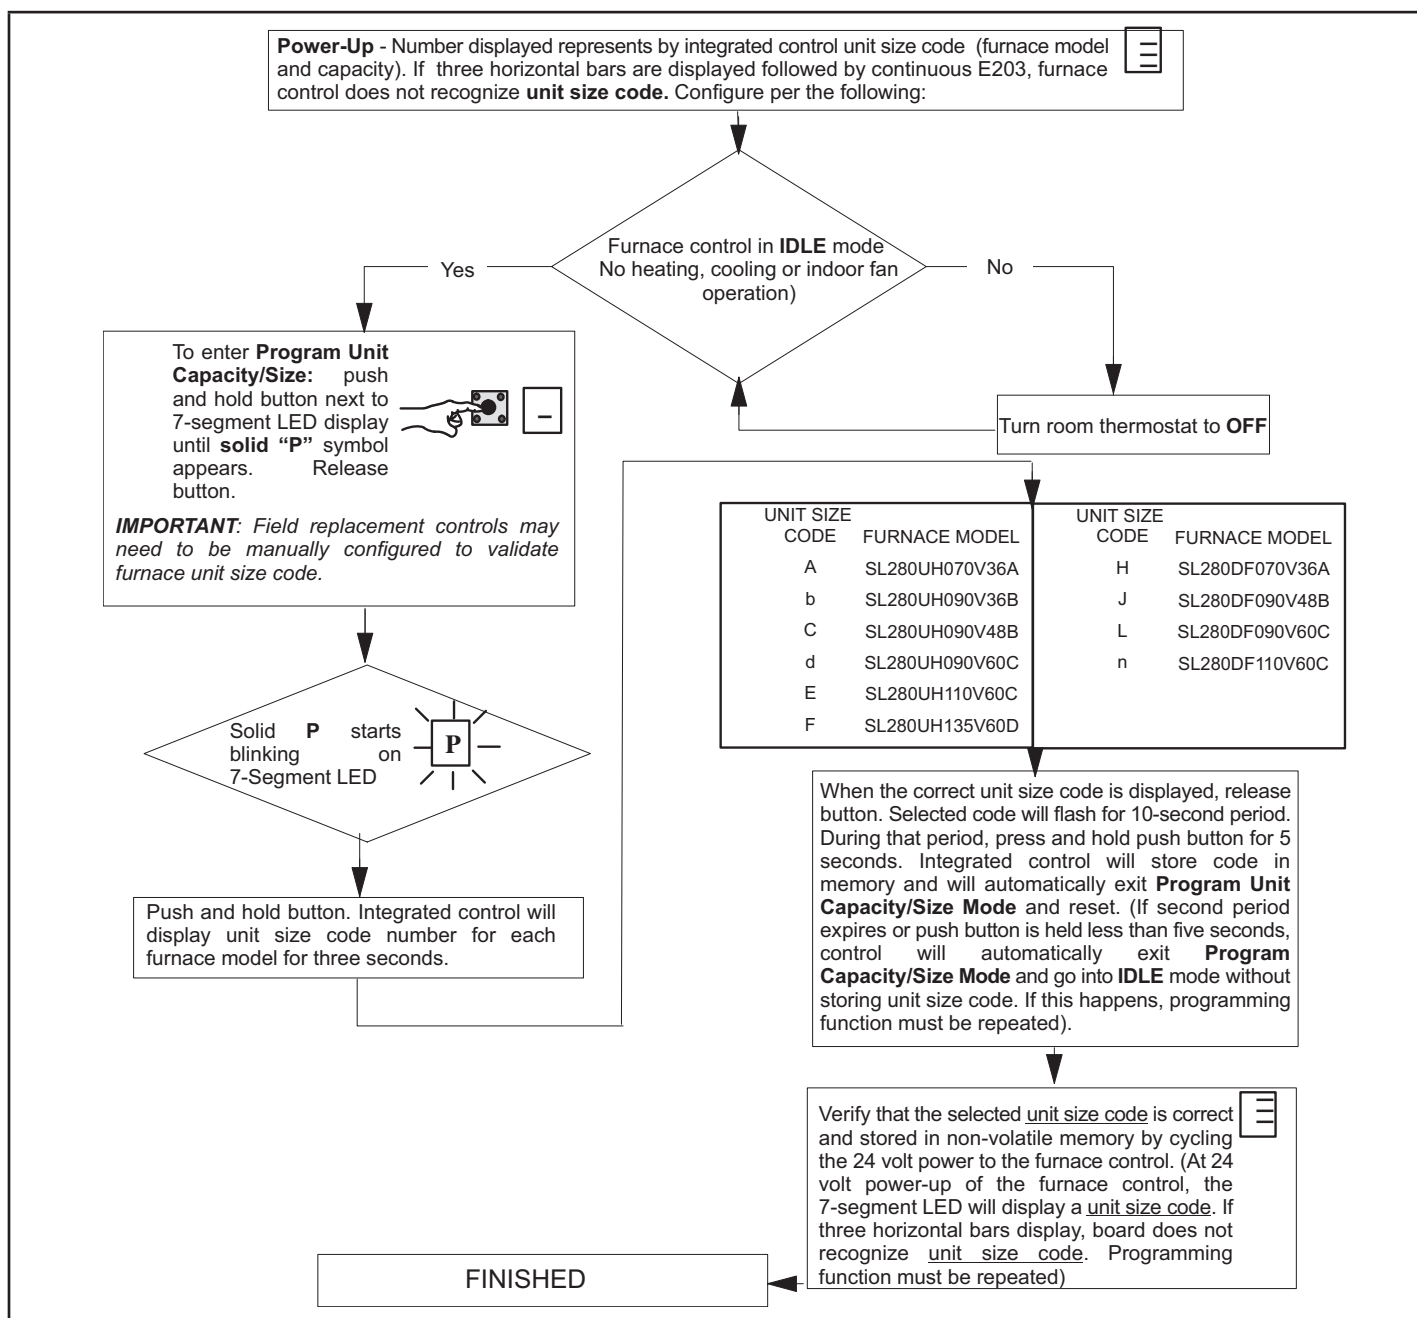 Power-Up - Number displayed represents by integrated control unit size code (furnace model
and capacity). If three horizontal bars are displayed followed by continuous E203, furnace
control does not recognize unit size code. Configure per the following:
Furnace control in IDLE mode
No heating, cooling or indoor fan
operation)
Yes
No
To enter Program Unit
Capacity/Size: push
and hold button next to
7-segment LED display
until solid “P” symbol
appears. Release
button.
IMPORTANT: Field replacement controls may
need to be manually configured to validate
furnace unit size code.
Turn room thermostat to OFF
Solid P starts
blinking on
7-Segment LED
P
Push and hold button. Integrated control will
display unit size code number for each
furnace model for three seconds.
UNIT SIZE
CODE FURNACE MODEL
A SL280UH070V36A
b SL280UH090V36B
C SL280UH090V48B
d SL280UH090V60C
E SL280UH110V60C
F SL280UH135V60D
UNIT SIZE
CODE FURNACE MODEL
H SL280DF070V36A
J SL280DF090V48B
L SL280DF090V60C
n SL280DF110V60C
When the correct unit size code is displayed, release
button. Selected code will flash for 10-second period.
During that period, press and hold push button for 5
seconds. Integrated control will store code in
memory and will automatically exit Program Unit
Capacity/Size Mode and reset. (If second period
expires or push button is held less than five seconds,
control will automatically exit Program
Capacity/Size Mode and go into IDLE mode without
storing unit size code. If this happens, programming
function must be repeated).
Verify that the selected unit size code is correct
and stored in non-volatile memory by cycling
the 24 volt power to the furnace control. (At 24
volt power-up of the furnace control, the
7-segment LED will display a unit size code. If
three horizontal bars display, board does not
recognize unit size code. Programming
function must be repeated)
FINISHED